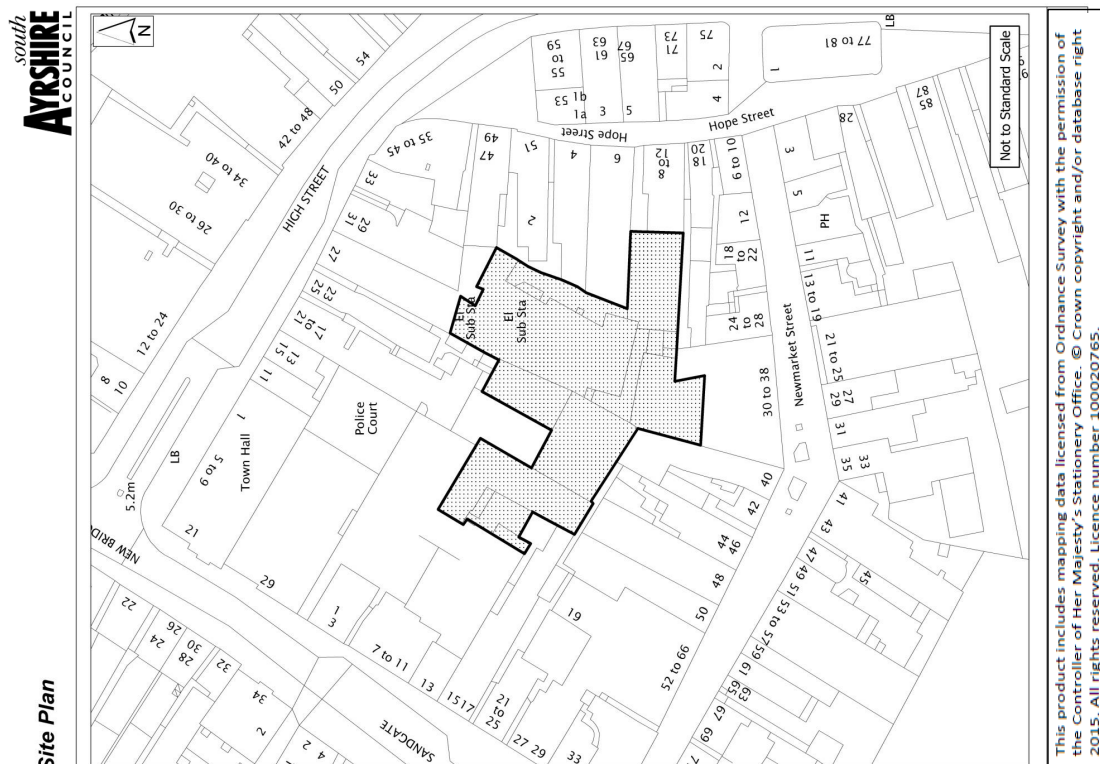 Site Plan
south
AYRSHIRE
COUNCIL
N
NEW BRID
HIGH STREET
SANDGATE
Hope Street
Hope Street
Newmarket Street
Town Hall
Police
Court
El
Sub Sta
El
Sub Sta
PH
LB
LB
5.2m
8
10
12 to 24
26 to 30
34 to 40
42 to 48
50
54
21
5 to 9
1
11
13
15
17
to
21
23
25
27
29
31
33
35 to 45
29
1
3
7 to 11
13
15
17
21
to
25
27
29
33
19
22
24
26
28
30
32
34
2
2
4
49
47
51
2
4
6
8
to
12
18
20
6 to 10
12
18
to
22
24
to
28
30 to 38
40
42
44
46
48
50
52 to 66
55
to
59
53
1a
1b
61
63
3
65
67
5
71
73
75
2
4
1
77 to 81
85
87
28
3
5
11
13 to 19
21 to 25
27
29
31
33
35
41
43
45
47
49
51
53 to 57
59
61
63
65
67
69
Not to Standard Scale
This product includes mapping data licensed from Ordnance Survey with the permission of
the Controller of Her Majesty's Stationery Office. © Crown copyright and/or database right
2015. All rights reserved. Licence number 100020765.